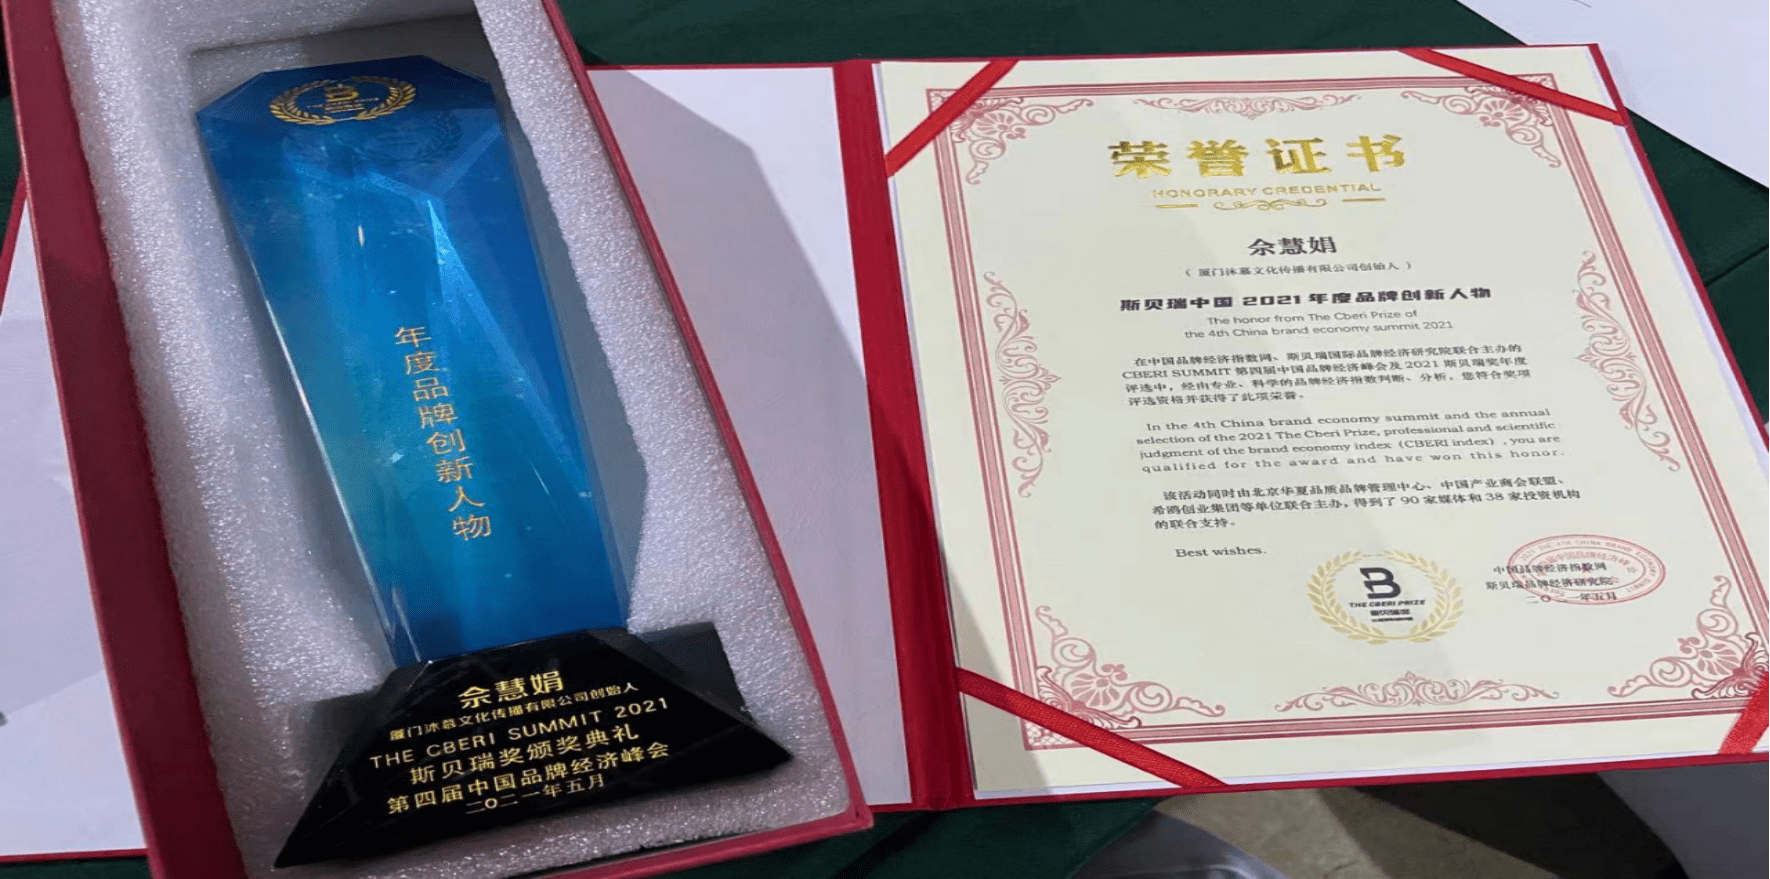 B
THE CBERI PRIZE
年度品牌创新人物
佘慧娟
厦门沐慕文化传播有限公司创始人
THE CBERI SUMMIT 2021
斯贝瑞奖颁奖典礼
第四届中国品牌经济峰会
二〇二一年五月
荣誉证书
HONORARY CREDENTIAL
佘慧娟
（厦门沐慕文化传播有限公司创始人）
斯贝瑞中国 2021 年度品牌创新人物
The honor from The Cberi Prize of
the 4th China brand economy summit 2021
在中国品牌经济指数网、斯贝瑞国际品牌经济研究院联合主办的
CBERI SUMMIT 第四届中国品牌经济峰会及 2021 斯贝瑞奖年度
评选中，经由专业、科学的品牌经济指数判断、分析，您符合奖项
评选资格并获得了此项荣誉。
In the 4th China brand economy summit and the annual
selection of the 2021 The Cberi Prize, professional and scientific
judgment of the brand economy index (CBERI index) , you are
qualified for the award and have won this honor.
该活动同时由北京华夏品质品牌管理中心、中国产业商会联盟、
希鸥创业集团等单位联合主办，得到了 90 家媒体和 38 家投资机构
的联合支持。
Best wishes.
B
THE CBERI PRIZE
斯贝瑞奖
中国品牌经济指数网
斯贝瑞品牌经济研究院
二〇二一年五月